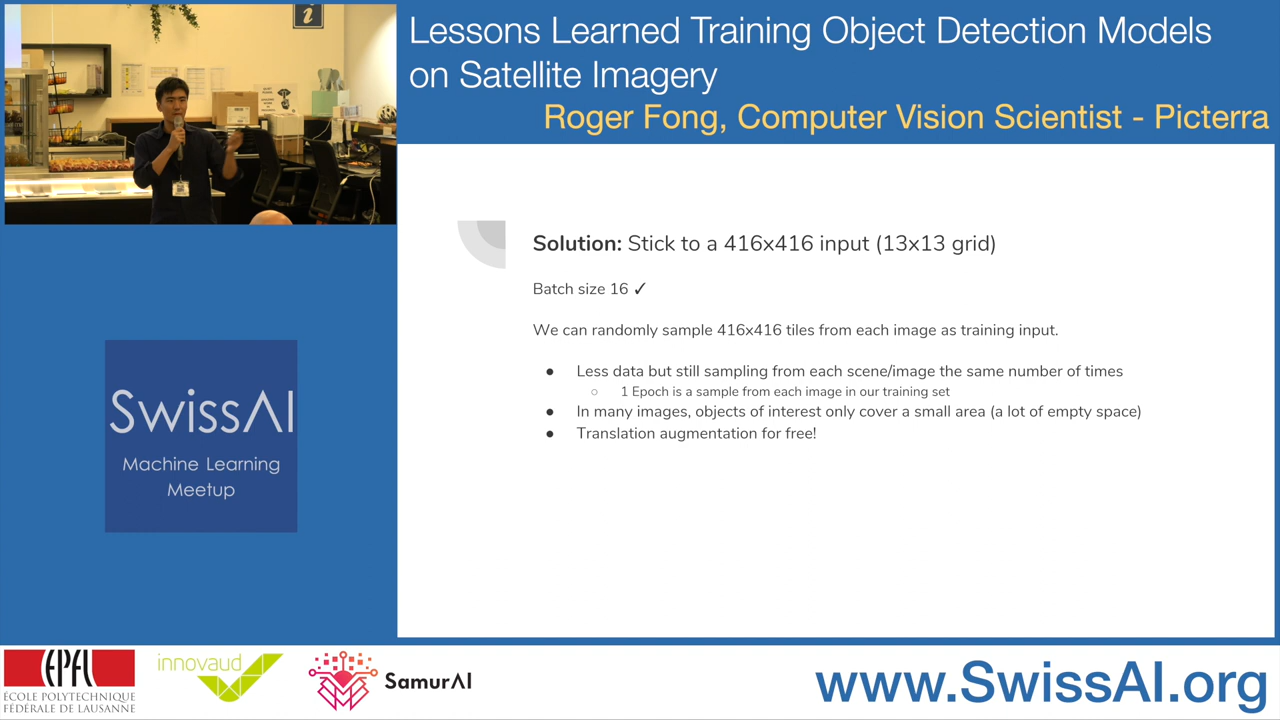 Lessons Learned Training Object Detection Models
on Satellite Imagery
Roger Fong, Computer Vision Scientist - Picterra
Solution: Stick to a 416x416 input (13x13 grid)
Batch size 16 ✓
We can randomly sample 416x416 tiles from each image as training input.
● Less data but still sampling from each scene/image the same number of times
○ 1 Epoch is a sample from each image in our training set
● In many images, objects of interest only cover a small area (a lot of empty space)
● Translation augmentation for free!
SwissΛI
Machine Learning
Meetup
EPFL
ÉCOLE POLYTECHNIQUE
FÉDÉRALE DE LAUSANNE
innovaud
SamurΛI
www.SwissAI.org